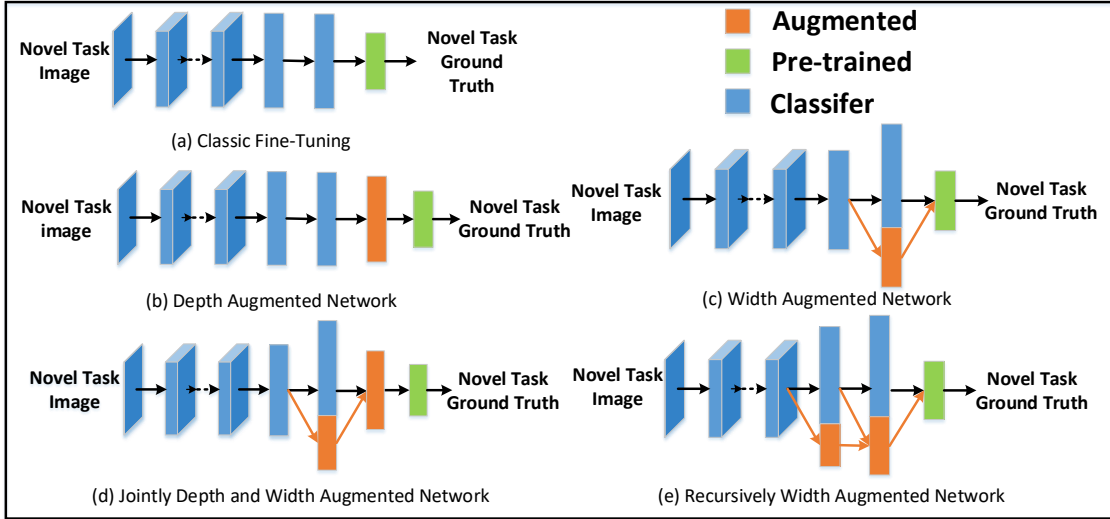 Novel Task
Image
Novel Task
Ground
Truth
(a) Classic Fine-Tuning
Augmented
Pre-trained
Classifer
Novel Task
image
Novel Task
Ground Truth
(b) Depth Augmented Network
Novel Task
Image
Novel Task
Ground Truth
(c) Width Augmented Network
Novel Task
Image
Novel Task
Ground Truth
(d) Jointly Depth and Width Augmented Network
Novel Task
Image
Novel Task
Ground Truth
(e) Recursively Width Augmented Network